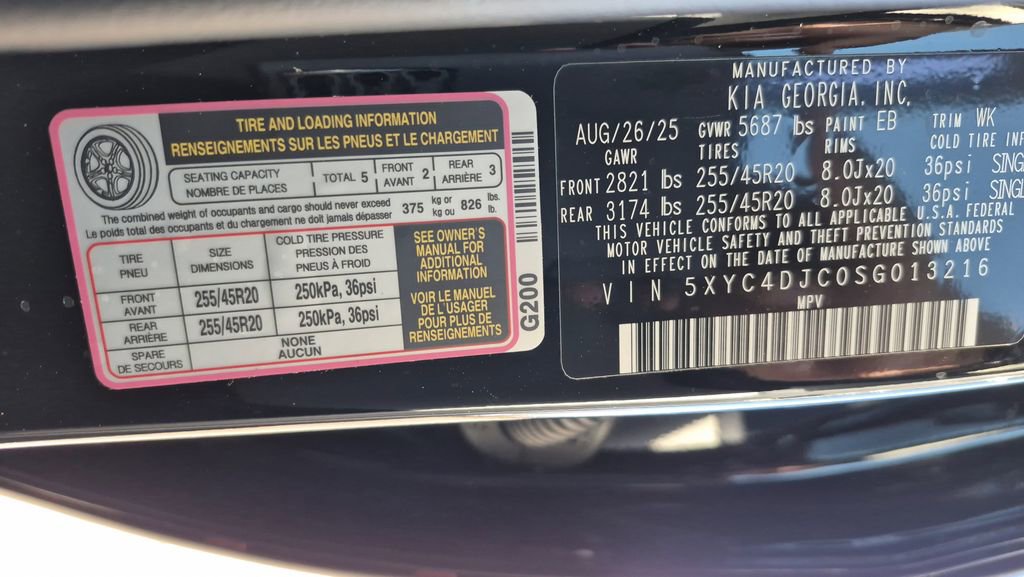 TIRE AND LOADING INFORMATION
RENSEIGNEMENTS SUR LES PNEUS ET LE CHARGEMENT
SEATING CAPACITY
NOMBRE DE PLACES
TOTAL 5
FRONT
AVANT 2
REAR
ARRIÈRE 3
The combined weight of occupants and cargo should never exceed
Le poids total des occupants et du chargement ne doit jamais dépasser
375 kg or
kg ou 826 lbs.
lb.
TIRE
PNEU
SIZE
DIMENSIONS
COLD TIRE PRESSURE
PRESSION DES
PNEUS À FROID
FRONT
AVANT
255/45R20
250kPa, 36psi
REAR
ARRIÈRE
255/45R20
250kPa, 36psi
SPARE
DE SECOURS
NONE
AUCUN
SEE OWNER'S
MANUAL FOR
ADDITIONAL
INFORMATION
VOIR LE MANUEL
DE L'USAGER
POUR PLUS DE
RENSEIGNEMENTS
G200
MANUFACTURED BY
KIA GEORGIA, INC.
AUG/26/25 GVWR 5687 lbs PAINT EB TRIM WK
GAWR TIRES RIMS COLD TIRE INF
FRONT 2821 lbs 255/45R20 8.0Jx20 36psi SINGL
REAR 3174 lbs 255/45R20 8.0Jx20 36psi SINGL
THIS VEHICLE CONFORMS TO ALL APPLICABLE U.S.A. FEDERAL
MOTOR VEHICLE SAFETY AND THEFT PREVENTION STANDARDS
IN EFFECT ON THE DATE OF MANUFACTURE SHOWN ABOVE
VIN 5XYC4DJC0SG013216
MPV